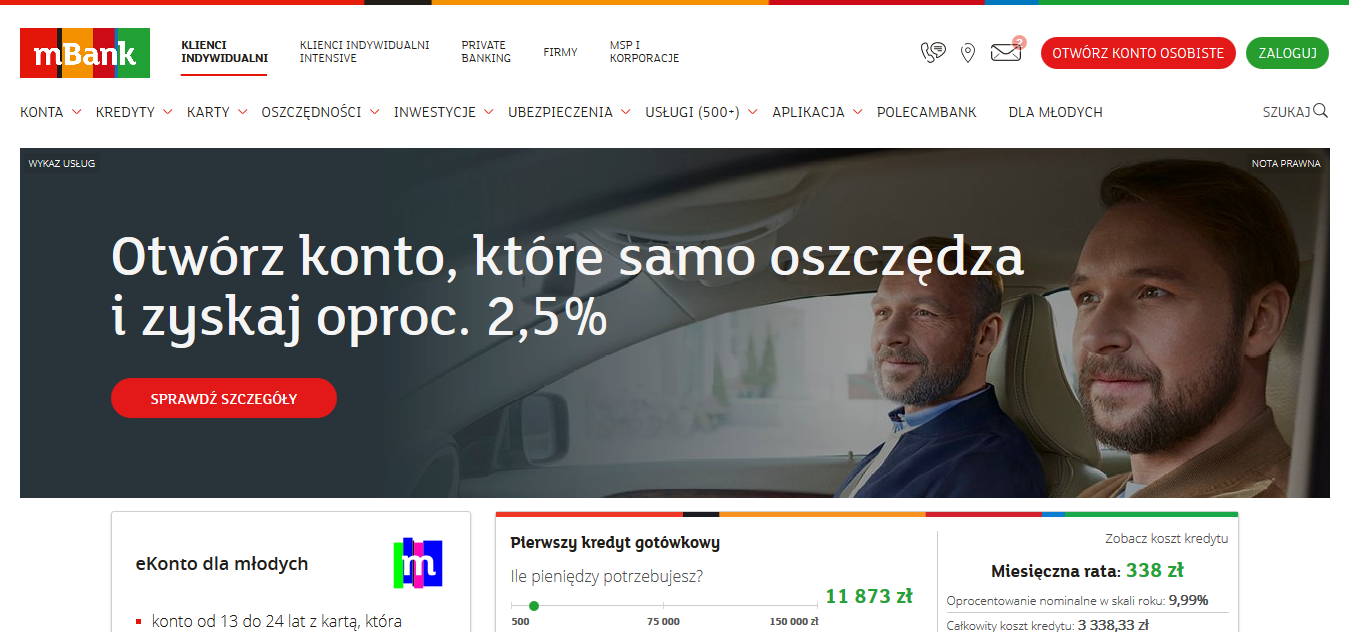 mBank
KLIENCI
INDYWIDUALNI
KLIENCI INDYWIDUALNI
INTENSIVE
PRIVATE
BANKING
FIRMY
MSP I
KORPORACJE
2
OTWÓRZ KONTO OSOBISTE
ZALOGUJ
KONTA
KREDYTY
KARTY
OSZCZĘDNOŚCI
INWESTYCJE
UBEZPIECZENIA
USŁUGI (500+)
APLIKACJA
POLECAMBANK
DLA MŁODYCH
SZUKAJ
WYKAZ USŁUG
NOTA PRAWNA
Otwórz konto, które samo oszczędza
i zyskaj oproc. 2,5%
SPRAWDŹ SZCZEGÓŁY
eKonto dla młodych
m
konto od 13 do 24 lat z kartą, która
Pierwszy kredyt gotówkowy
Ile pieniędzy potrzebujesz?
11 873 zł
500
75 000
150 000 zł
Zobacz koszt kredytu
Miesięczna rata: 338 zł
Oprocentowanie nominalne w skali roku: 9,99%
Całkowity koszt kredytu: 3 338,33 zł